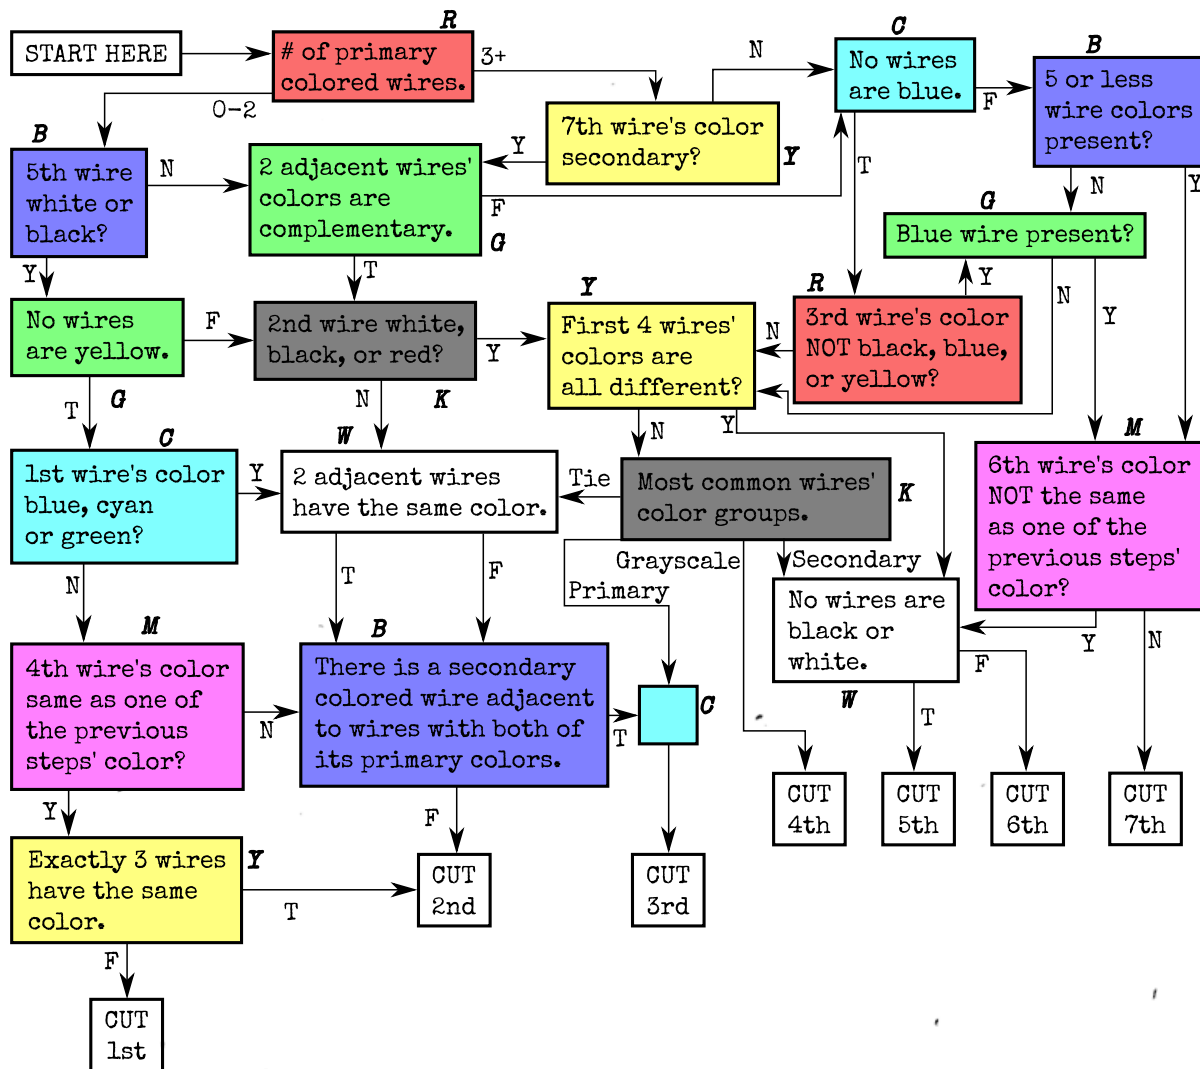 START HERE
R
# of primary
colored wires.
3+
0-2
N
C
No wires
are blue.
F
T
B
5 or less
wire colors
present?
N
Y
7th wire's color
secondary?
Y
Y
B
5th wire
white or
black?
N
Y
2 adjacent wires'
colors are
complementary.
G
F
T
G
Blue wire present?
Y
N
Y
No wires
are yellow.
G
F
T
2nd wire white,
black, or red?
K
Y
N
Y
First 4 wires'
colors are
all different?
N
Y
R
3rd wire's color
NOT black, blue,
or yellow?
N
C
1st wire's color
blue, cyan
or green?
Y
N
W
2 adjacent wires
have the same color.
T
F
Tie
Most common wires'
color groups.
K
Grayscale
Primary
Secondary
M
6th wire's color
NOT the same
as one of the
previous steps'
color?
Y
N
No wires are
black or
white.
W
F
T
M
4th wire's color
same as one of
the previous
steps' color?
N
Y
B
There is a secondary
colored wire adjacent
to wires with both of
its primary colors.
T
F
C
CUT
4th
CUT
5th
CUT
6th
CUT
7th
Exactly 3 wires
have the same
color.
Y
T
F
CUT
2nd
CUT
3rd
CUT
1st